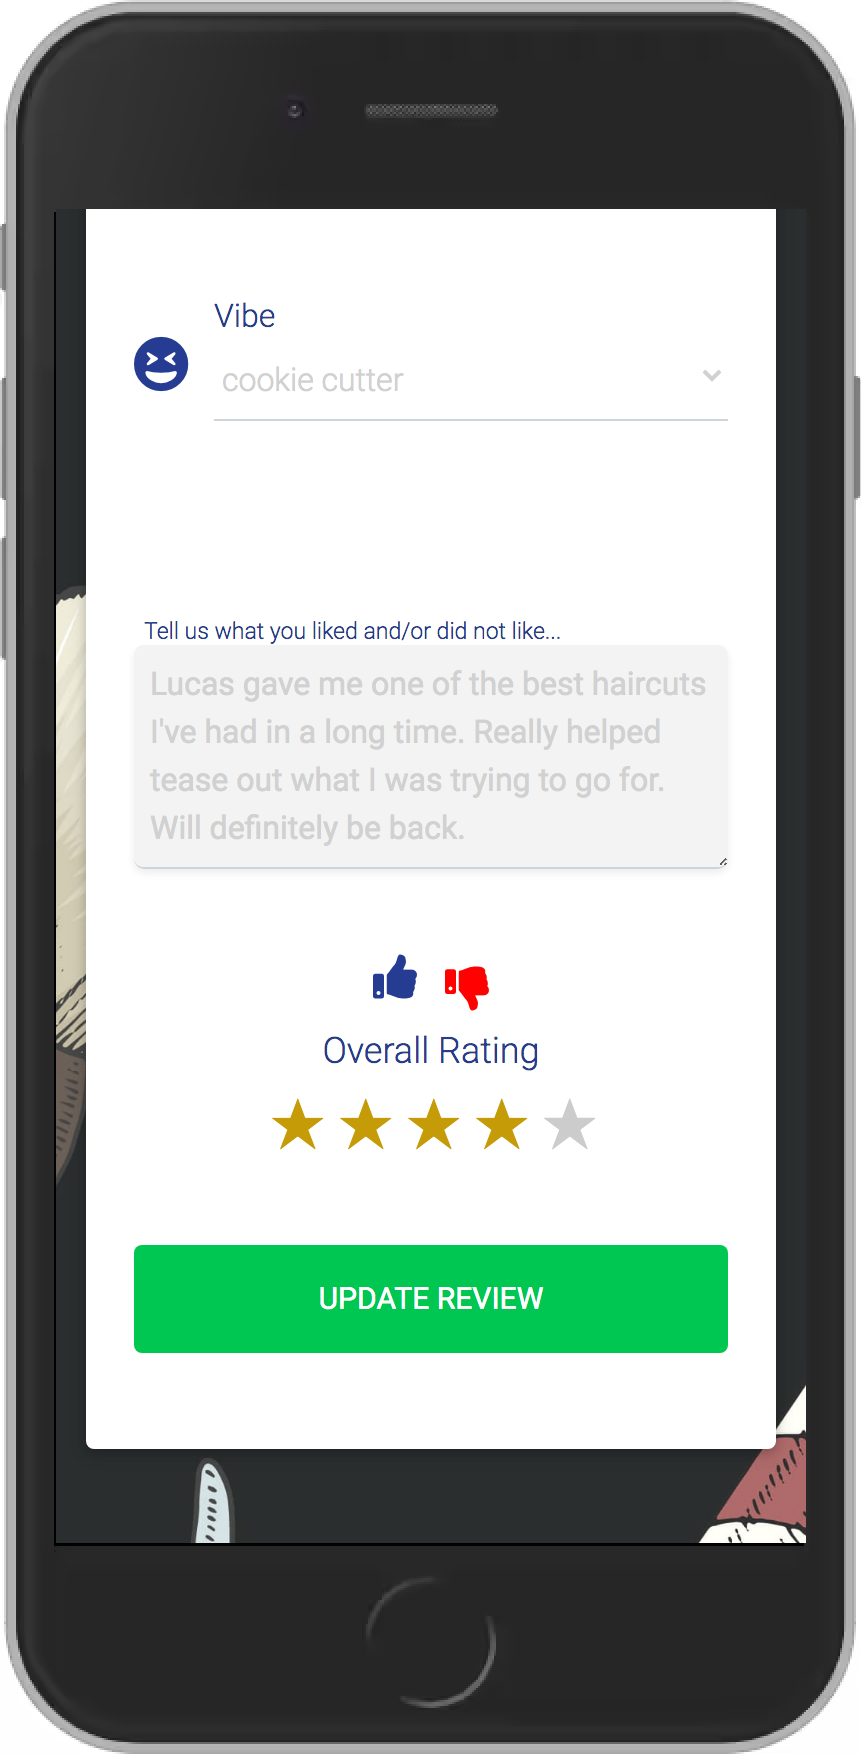 Vibe
cookie cutter
Tell us what you liked and/or did not like...
Lucas gave me one of the best haircuts
I've had in a long time. Really helped
tease out what I was trying to go for.
Will definitely be back.
Overall Rating
UPDATE REVIEW